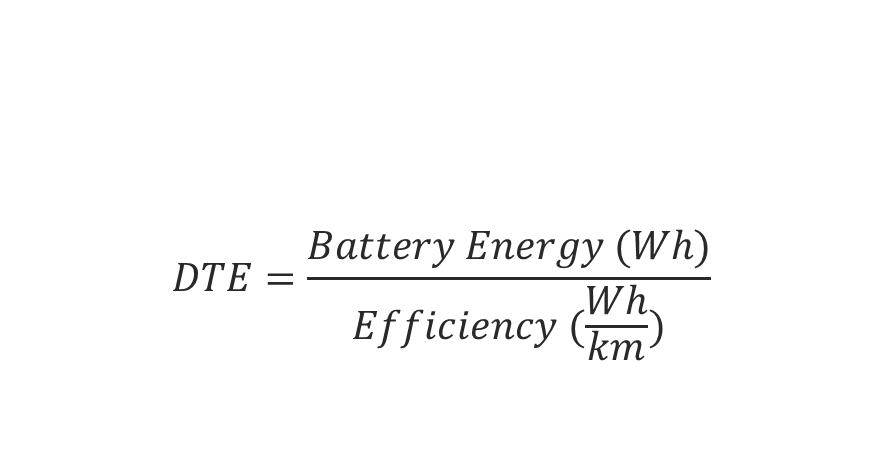 DTE = Battery Energy (Wh) / Efficiency (Wh/km)